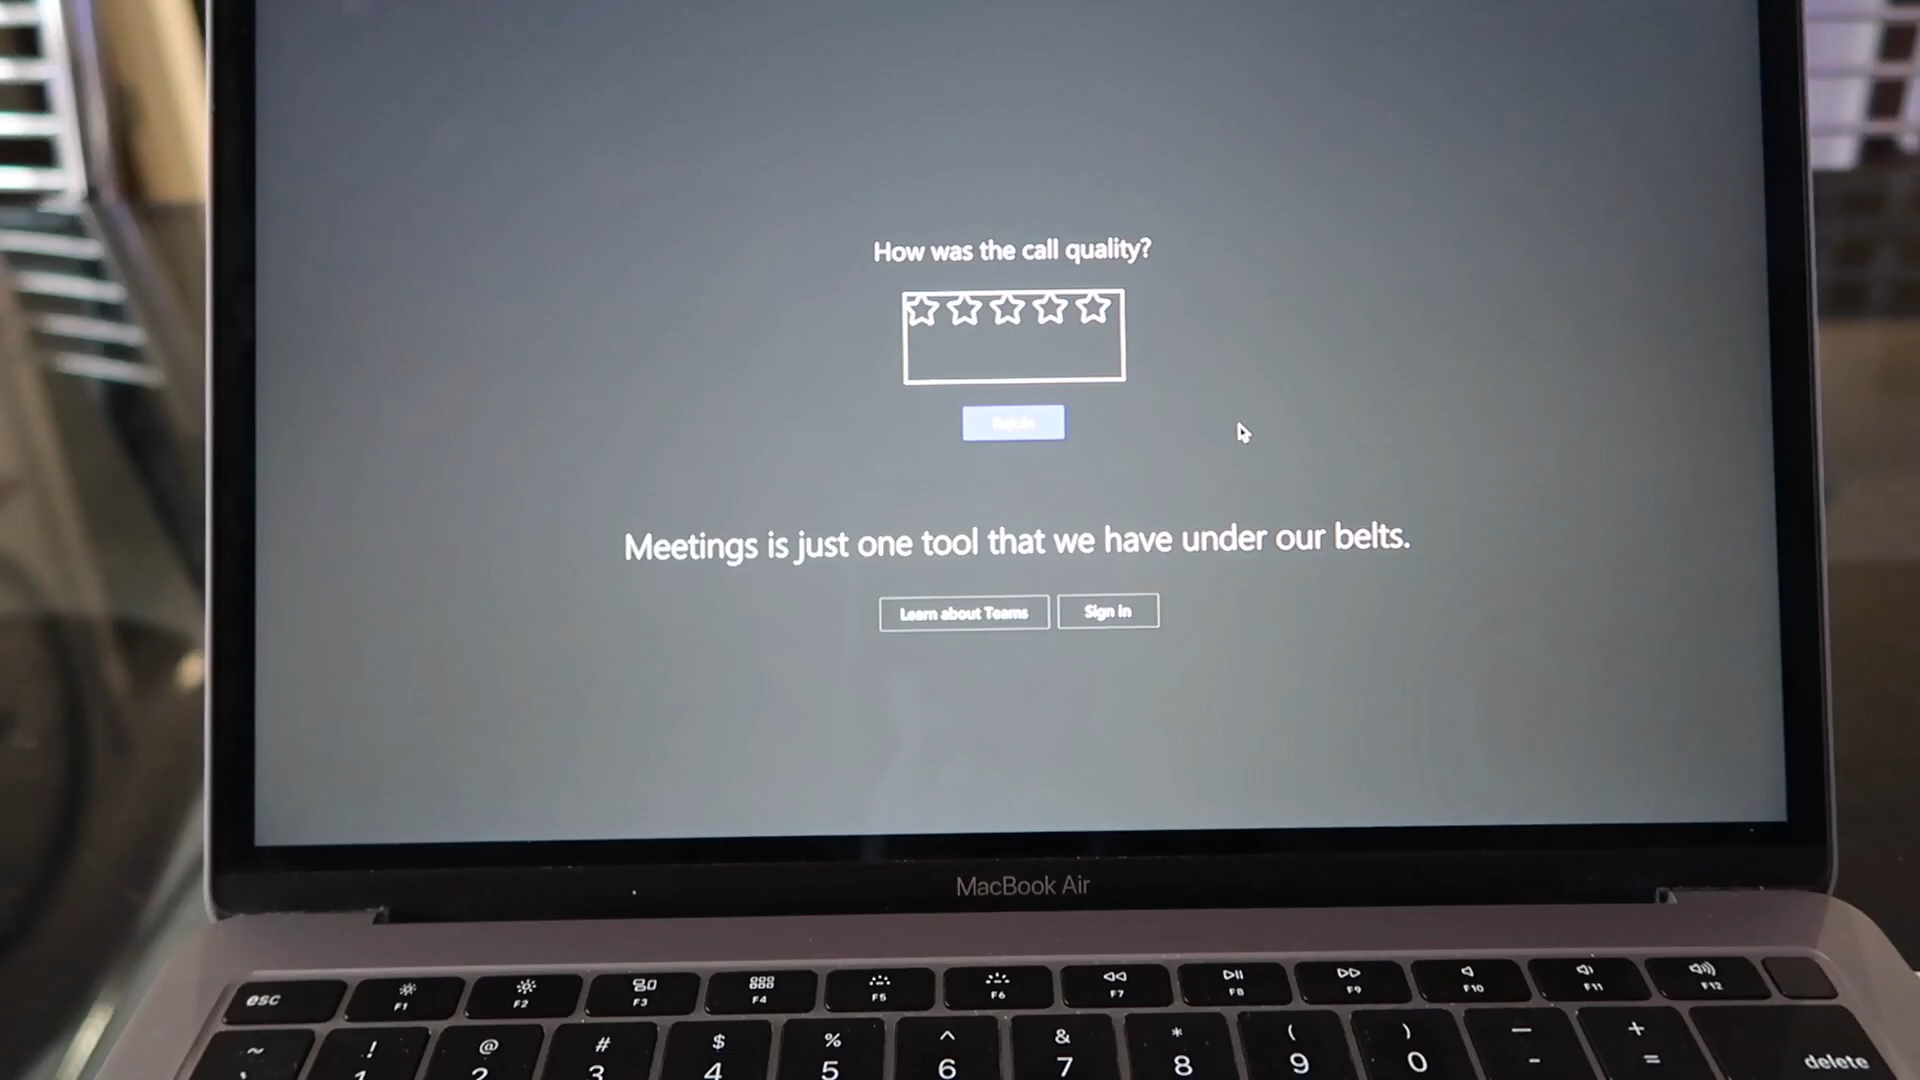 How was the call quality?
Rejoin
Meetings is just one tool that we have under our belts.
Learn about Teams
Sign in
MacBook Air
esc F1 F2 F3 F4 F5 F6 F7 F8 F9 F10 F11 F12
~ ! @ # $ % ^ & * ( ) — +
1 2 3 4 5 6 7 8 9 0 - = delete